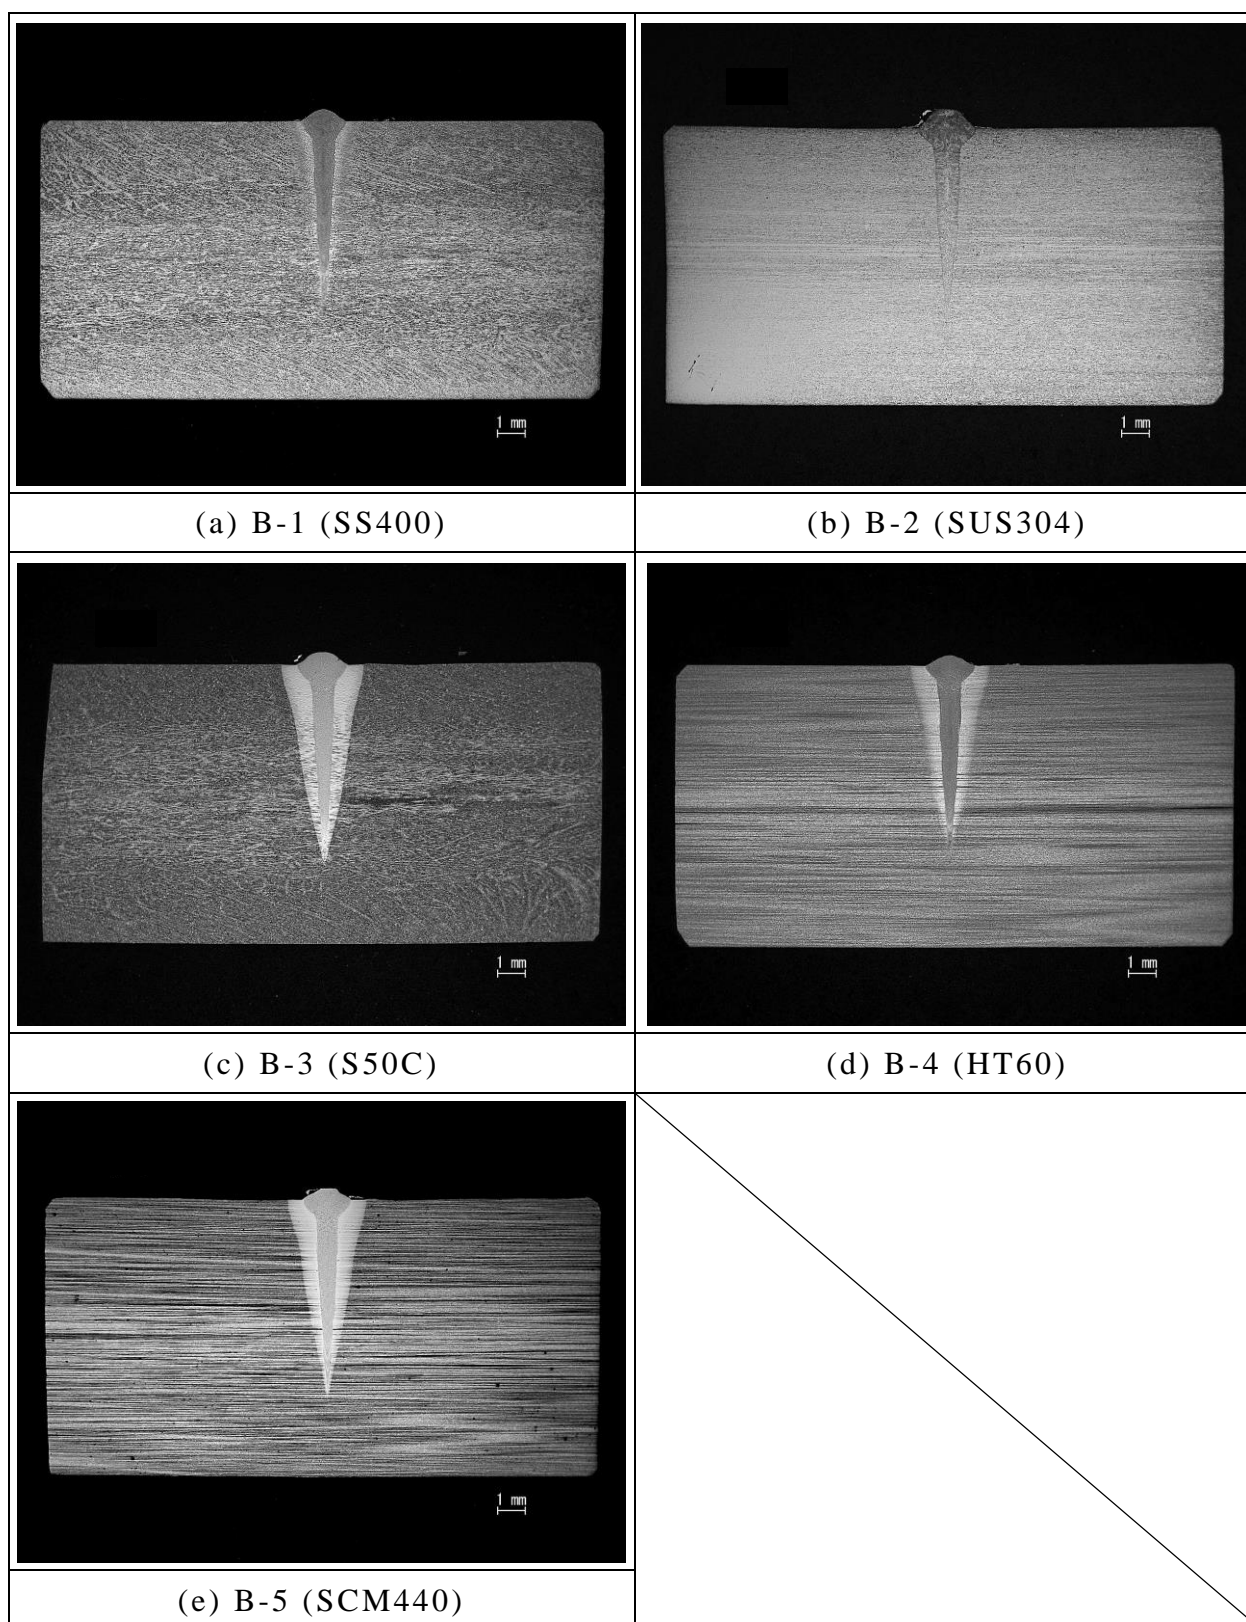 1 mm
1 mm
(a) B-1 (SS400)
(b) B-2 (SUS304)
1 mm
1 mm
(c) B-3 (S50C)
(d) B-4 (HT60)
1 mm
(e) B-5 (SCM440)